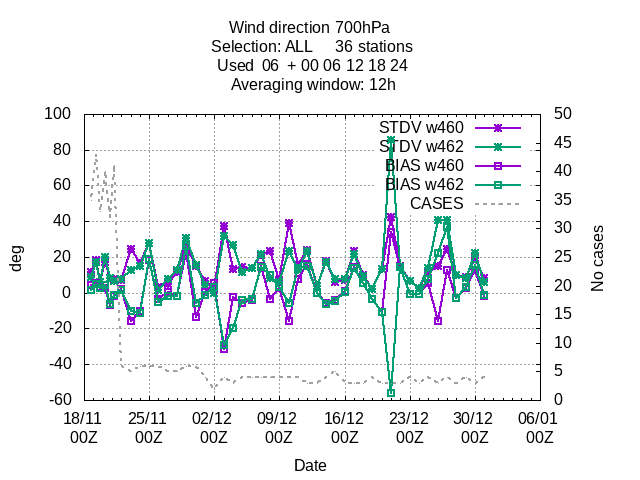 Wind direction 700hPa
Selection: ALL 36 stations
Used 06 + 00 06 12 18 24
Averaging window: 12h
100 50
80 45
60 40
40 35
20 30
0 25
-20 20
-40 15
-60 10
5
0
deg
No cases
STDV w460
STDV w462
BIAS w460
BIAS w462
CASES
18/11 25/11 02/12 09/12 16/12 23/12 30/12 06/01
00Z 00Z 00Z 00Z 00Z 00Z 00Z 00Z
Date